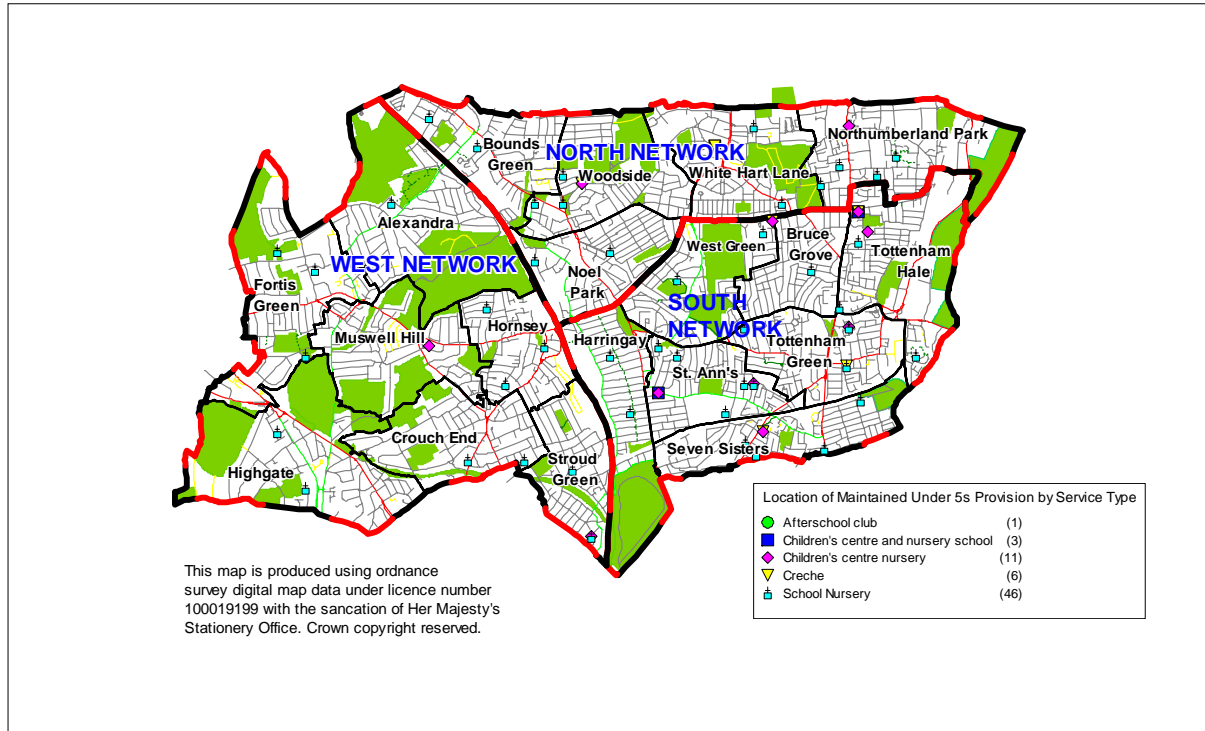 Northumberland Park
Bounds
Green
NORTH NETWORK
Woodside
White Hart Lane
Alexandra
West Green
Bruce
Grove
Tottenham
Hale
WEST NETWORK
Noel
Park
Fortis
Green
SOUTH
NETWORK
Hornsey
Muswell Hill
Harringay
Tottenham
Green
St. Ann's
Crouch End
Seven Sisters
Stroud
Green
Highgate
Location of Maintained Under 5s Provision by Service Type
Afterschool club (1)
Children's centre and nursery school (3)
Children's centre nursery (11)
Creche (6)
School Nursery (46)
This map is produced using ordnance
survey digital map data under licence number
100019199 with the sancation of Her Majesty's
Stationery Office. Crown copyright reserved.